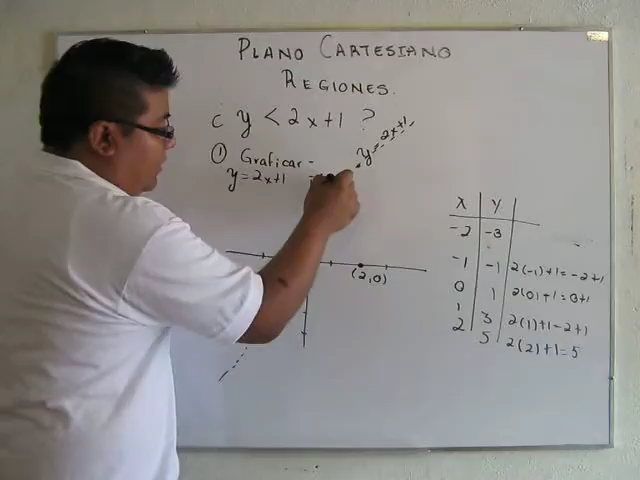 PLANO CARTESIANO
REGIONES.
c y < 2x+1 ?
① Graficar-
y=2x+1
y=2x+1
(2,0)
X Y
-2 -3
-1 -1 2(-1)+1=-2+1
0 1 2(0)+1=0+1
1 3 2(1)+1-2+1
2 5 2(2)+1=5